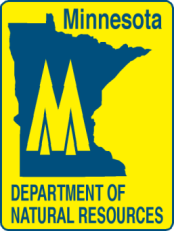 Minnesota
M
DEPARTMENT OF
NATURAL RESOURCES